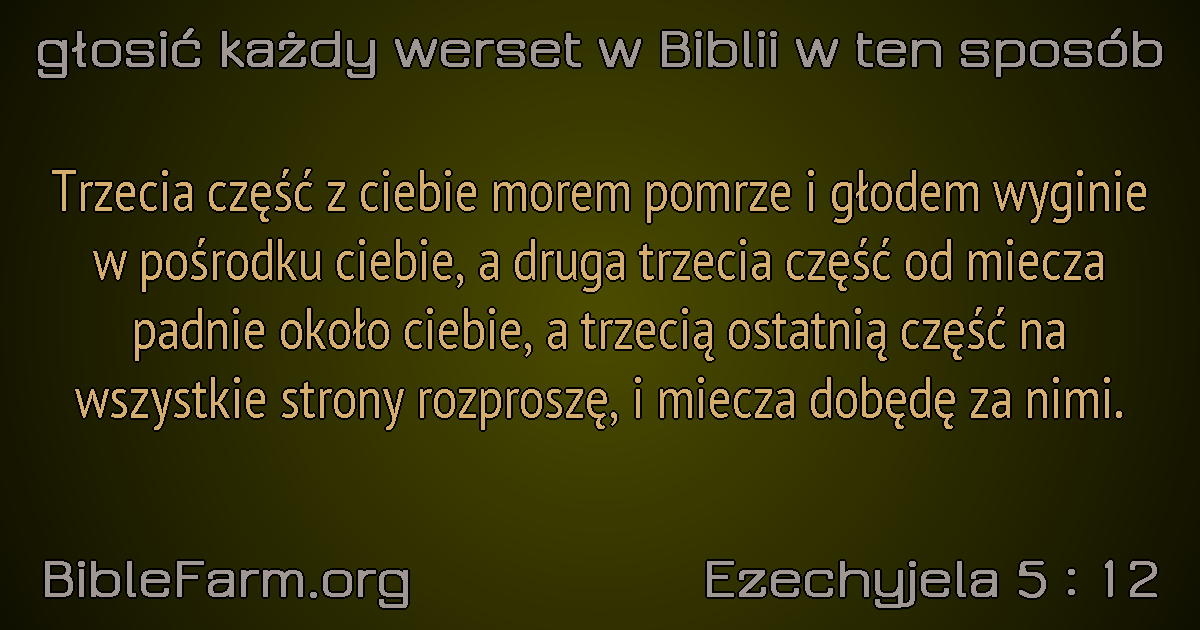 głosić każdy werset w Biblii w ten sposób
Trzecia część z ciebie morem pomrze i głodem wyginie
w pośrodku ciebie, a druga trzecia część od miecza
padnie około ciebie, a trzecią ostatnią część na
wszystkie strony rozproszę, i miecza dobędę za nimi.
BibleFarm.org
Ezechyjela 5 : 12